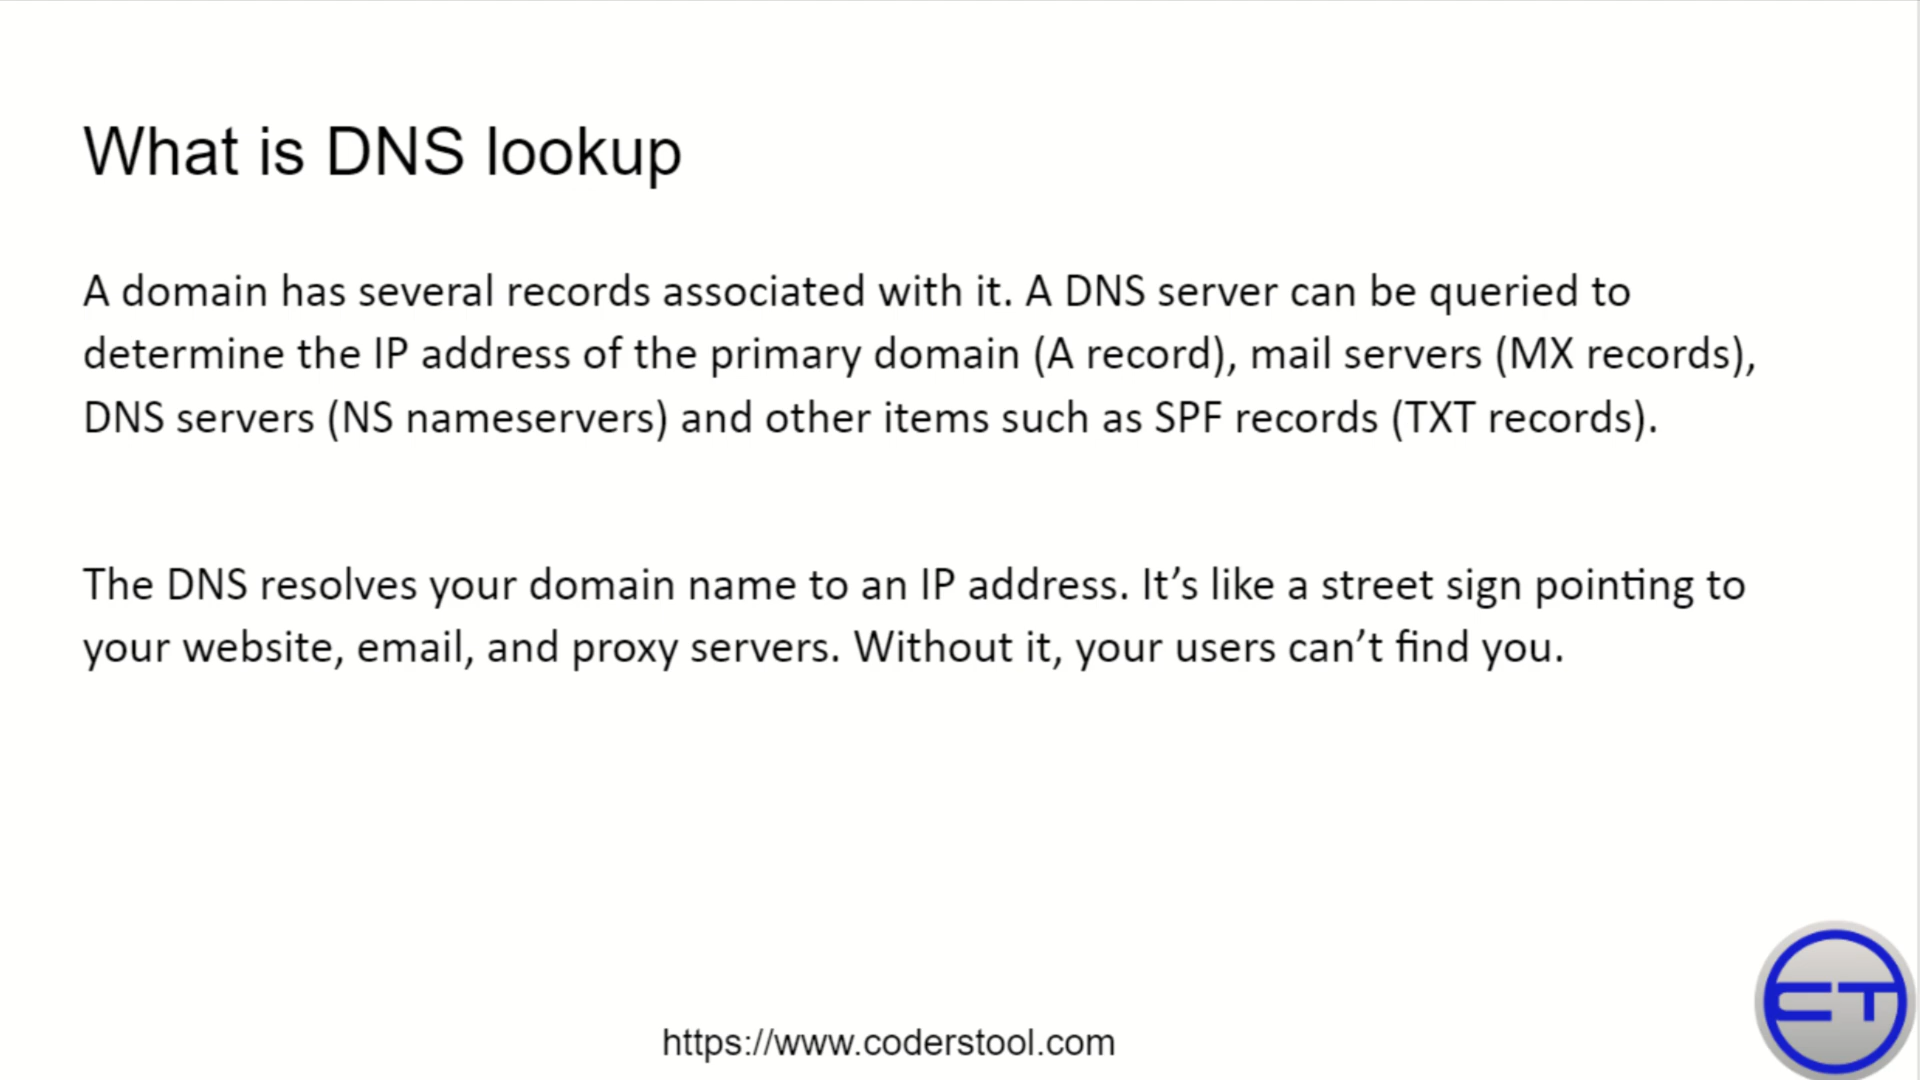 What is DNS lookup
A domain has several records associated with it. A DNS server can be queried to
determine the IP address of the primary domain (A record), mail servers (MX records),
DNS servers (NS nameservers) and other items such as SPF records (TXT records).
The DNS resolves your domain name to an IP address. It’s like a street sign pointing to
your website, email, and proxy servers. Without it, your users can’t find you.
https://www.coderstool.com
CT